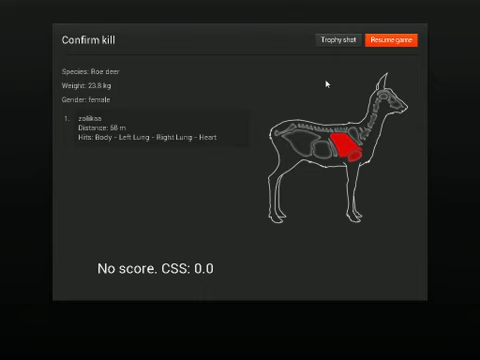 Confirm kill
Trophy shot
Resume game
Species: Roe deer
Weight: 23.8 kg
Gender: female
1. zaliikaa
Distance: 58 m
Hits: Body - Left Lung - Right Lung - Heart
No score. CSS: 0.0